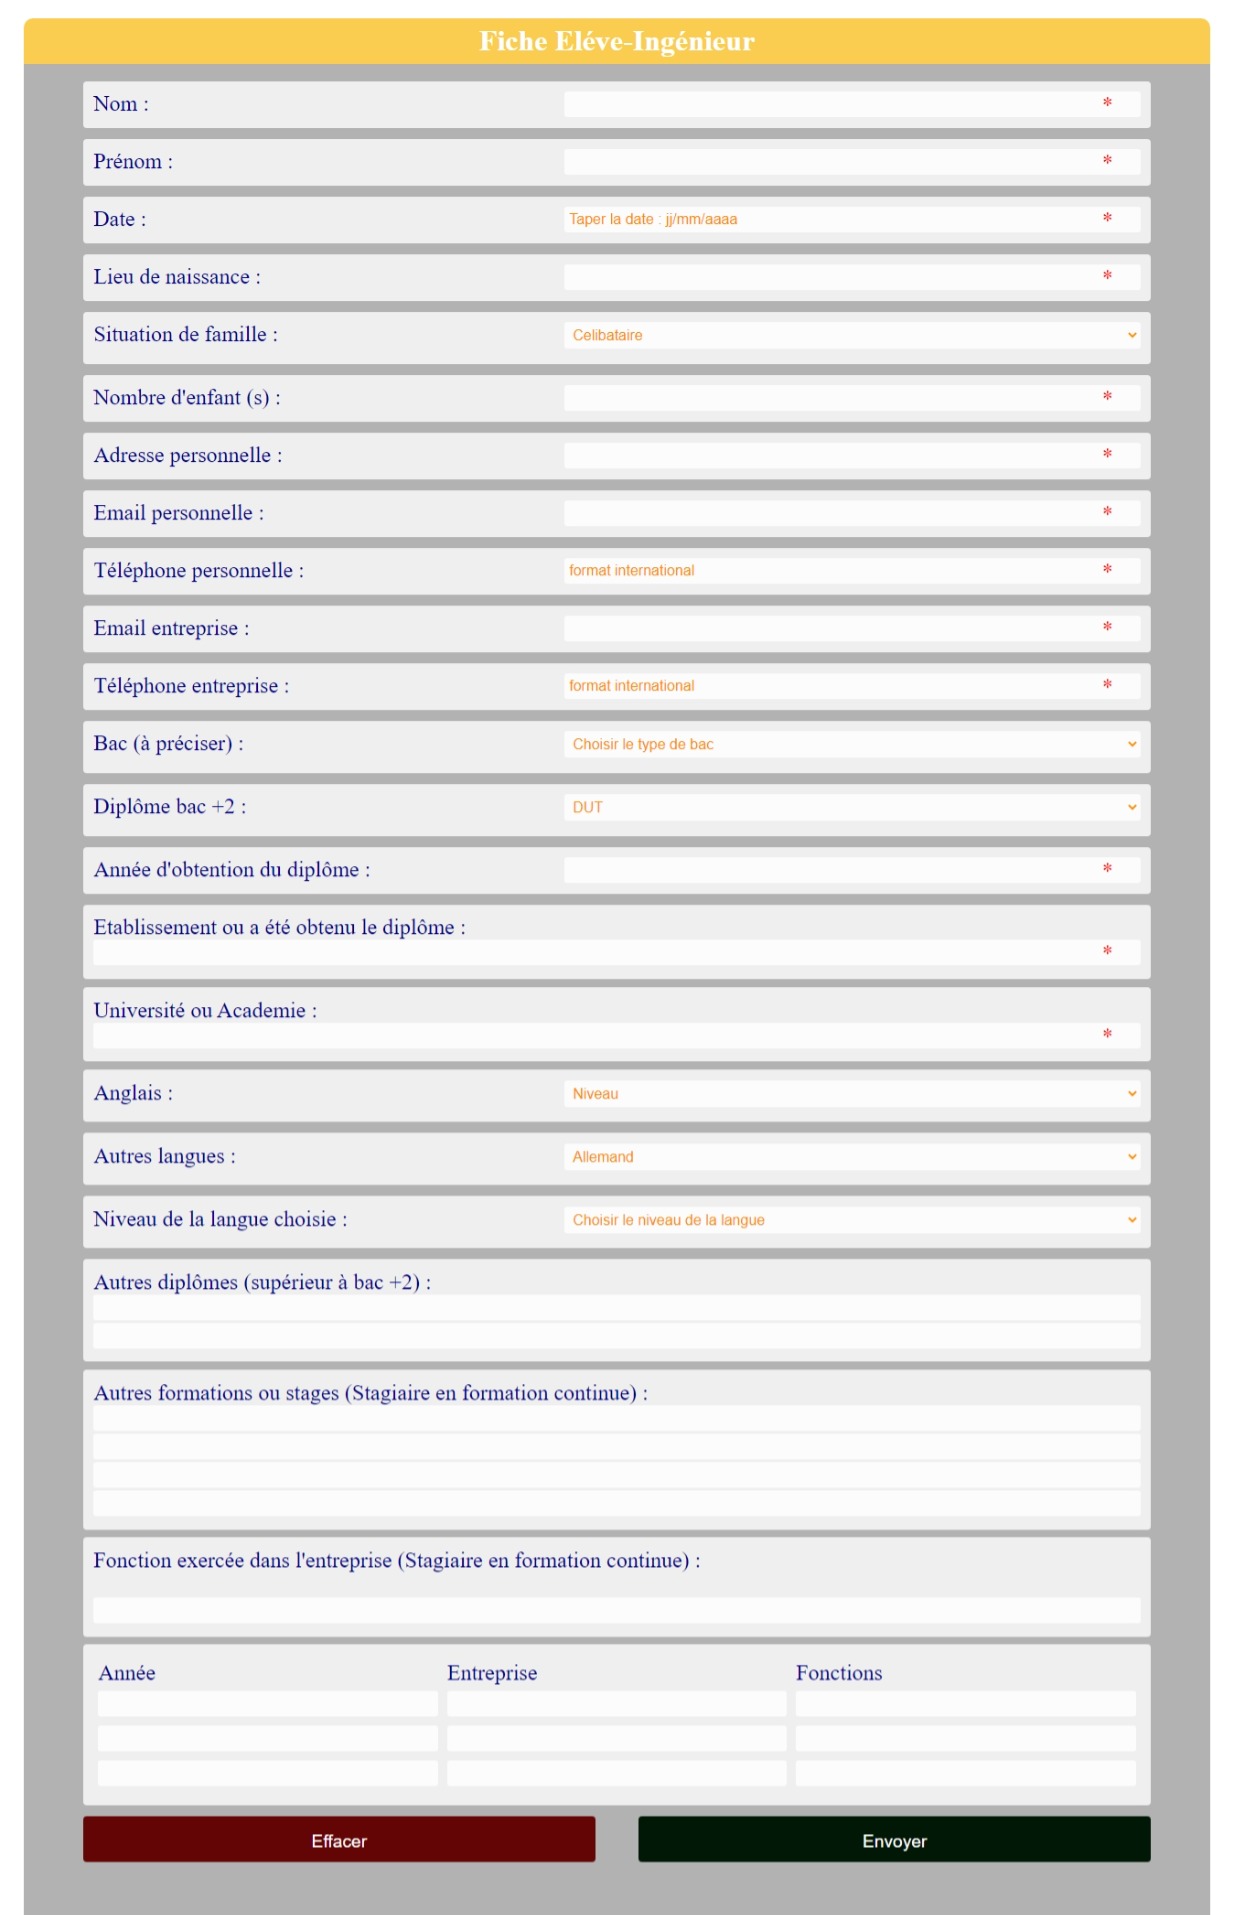 Fiche Eléve-Ingénieur
Nom : *
Prénom : *
Date : Taper la date : jj/mm/aaaa *
Lieu de naissance : *
Situation de famille : Celibataire
Nombre d'enfant (s) : *
Adresse personnelle : *
Email personnelle : *
Téléphone personnelle : format international *
Email entreprise : *
Téléphone entreprise : format international *
Bac (à préciser) : Choisir le type de bac
Diplôme bac +2 : DUT
Année d'obtention du diplôme : *
Etablissement ou a été obtenu le diplôme :
*
Université ou Academie :
*
Anglais : Niveau
Autres langues : Allemand
Niveau de la langue choisie : Choisir le niveau de la langue
Autres diplômes (supérieur à bac +2) :
Autres formations ou stages (Stagiaire en formation continue) :
Fonction exercée dans l'entreprise (Stagiaire en formation continue) :
Année Entreprise Fonctions
Effacer Envoyer